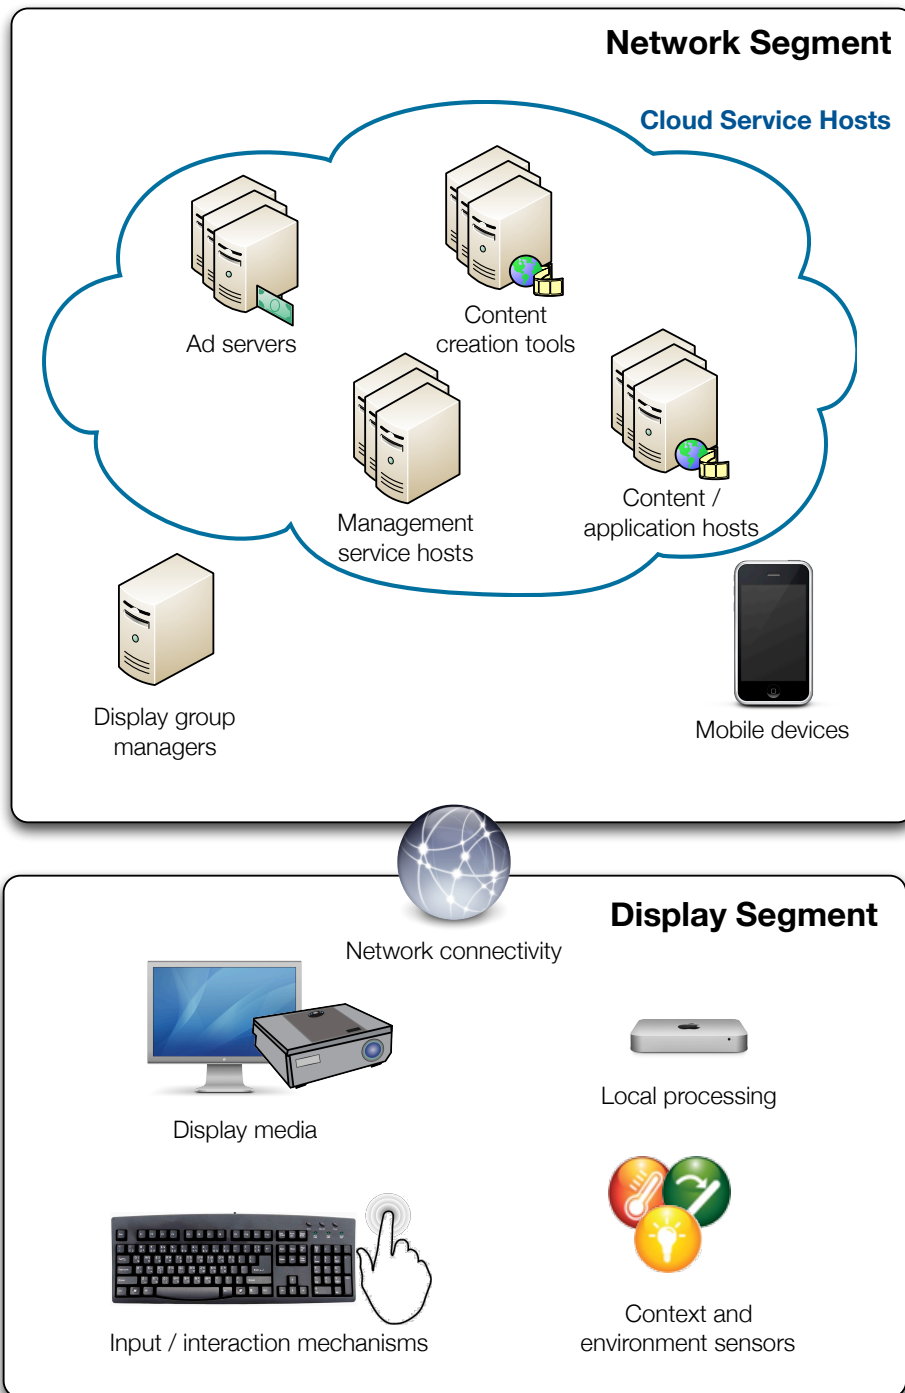 Network Segment
Cloud Service Hosts
Ad servers
Content
creation tools
Management
service hosts
Content /
application hosts
Display group
managers
Mobile devices
Network connectivity
Display Segment
Display media
Local processing
Input / interaction mechanisms
Context and
environment sensors